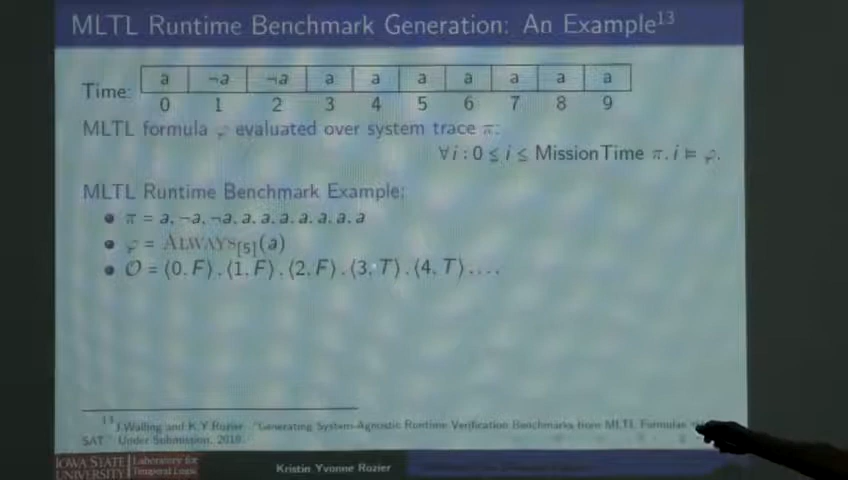 MLTL Runtime Benchmark Generation: An Example¹³
Time: a ¬a ¬a a a a a a a a
0 1 2 3 4 5 6 7 8 9
MLTL formula φ evaluated over system trace π:
∀i : 0 ≤ i ≤ MissionTime π, i ⊨ φ.
MLTL Runtime Benchmark Example:
• π = a, ¬a, ¬a, a, a, a, a, a, a, a
• φ = ALWAYS[5](a)
• O = ⟨0, F⟩, ⟨1, F⟩, ⟨2, F⟩, ⟨3, T⟩, ⟨4, T⟩....
¹³J.Walling and K.Y.Rozier. "Generating System-Agnostic Runtime Verification Benchmarks from MLTL Formulas
SAT." Under Submission, 2019.
IOWA STATE UNIVERSITY
Laboratory for Temporal Logic
Kristin Yvonne Rozier